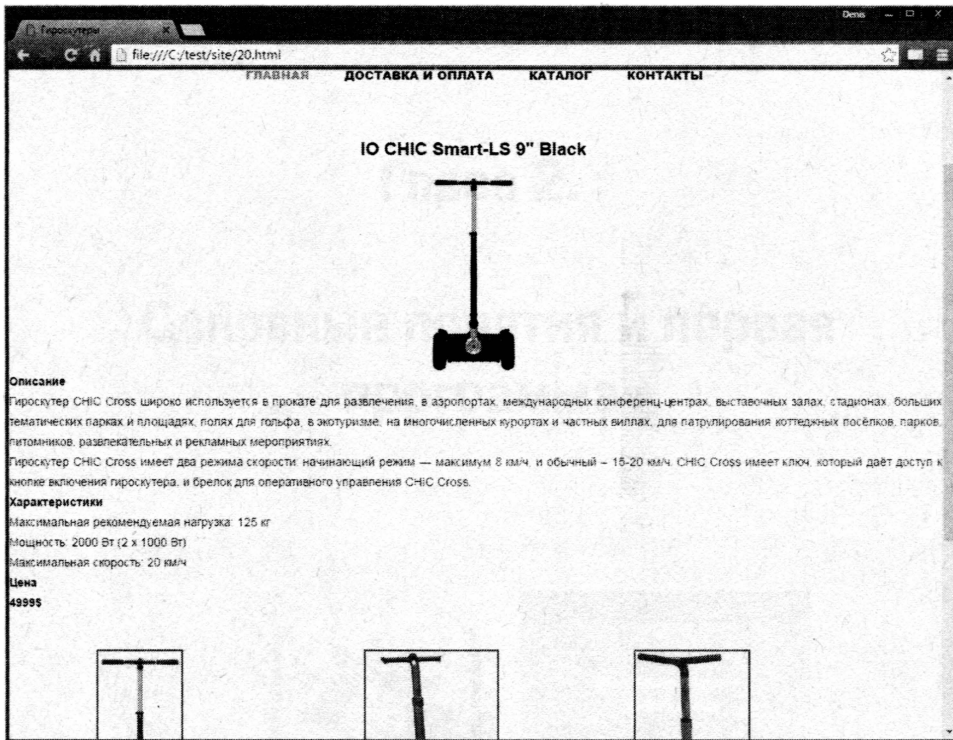 Denis
Гироскутеры
file:///C:/test/site/20.html
ГЛАВНАЯ ДОСТАВКА И ОПЛАТА КАТАЛОГ КОНТАКТЫ
IO CHIC Smart-LS 9" Black
Описание
Гироскутер CHIC Cross широко используется в прокате для развлечения, в аэропортах, международных конференц-центрах, выставочных залах, стадионах, больших
тематических парках и площадях, полях для гольфа, в экотуризме, на многочисленных курортах и частных виллах, для патрулирования коттеджных посёлков, парков,
питомников, развлекательных и рекламных мероприятиях.
Гироскутер CHIC Cross имеет два режима скорости: начинающий режим — максимум 8 км/ч, и обычный – 15-20 км/ч. CHIC Cross имеет ключ, который даёт доступ к
кнопке включения гироскутера, и брелок для оперативного управления CHIC Cross.
Характеристики
Максимальная рекомендуемая нагрузка: 125 кг
Мощность: 2000 Вт (2 х 1000 Вт)
Максимальная скорость: 20 км/ч
Цена
4999$